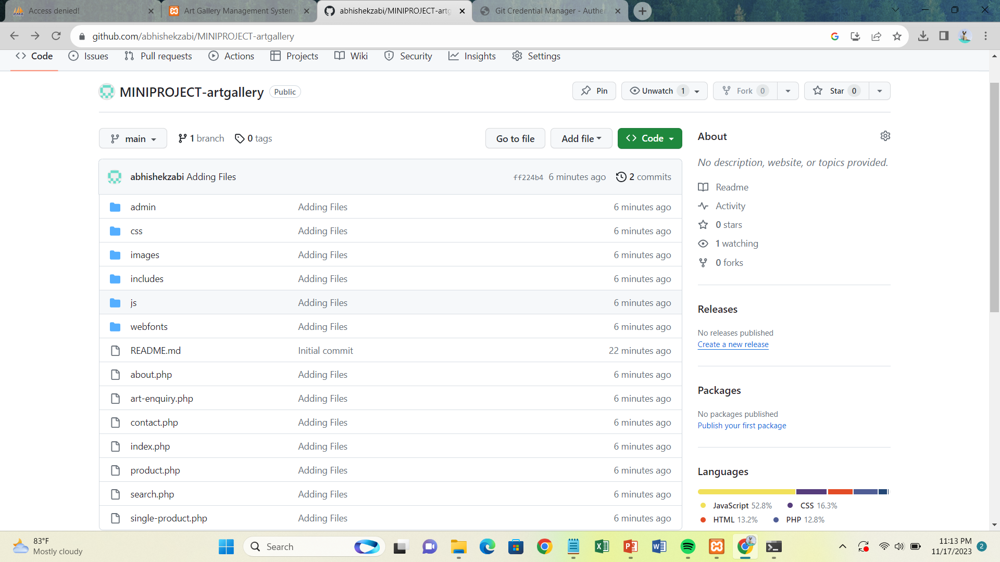 Access denied!
Art Gallery Management System
abhishekzabi/MINIPROJECT-artg
Git Credential Manager - Auther
github.com/abhishekzabi/MINIPROJECT-artgallery
Code Issues Pull requests Actions Projects Wiki Security Insights Settings
MINIPROJECT-artgallery Public
Pin Unwatch 1 Fork 0 Star 0
main 1 branch 0 tags Go to file Add file Code
abhishekzabi Adding Files ff224b4 6 minutes ago 2 commits
admin Adding Files 6 minutes ago
css Adding Files 6 minutes ago
images Adding Files 6 minutes ago
includes Adding Files 6 minutes ago
js Adding Files 6 minutes ago
webfonts Adding Files 6 minutes ago
README.md Initial commit 22 minutes ago
about.php Adding Files 6 minutes ago
art-enquiry.php Adding Files 6 minutes ago
contact.php Adding Files 6 minutes ago
index.php Adding Files 6 minutes ago
product.php Adding Files 6 minutes ago
search.php Adding Files 6 minutes ago
single-product.php Adding Files 6 minutes ago
About
No description, website, or topics provided.
Readme
Activity
0 stars
1 watching
0 forks
Releases
No releases published
Create a new release
Packages
No packages published
Publish your first package
Languages
JavaScript 52.8% CSS 16.3%
HTML 13.2% PHP 12.8%
83°F
Mostly cloudy
Search
11:13 PM
11/17/2023
2